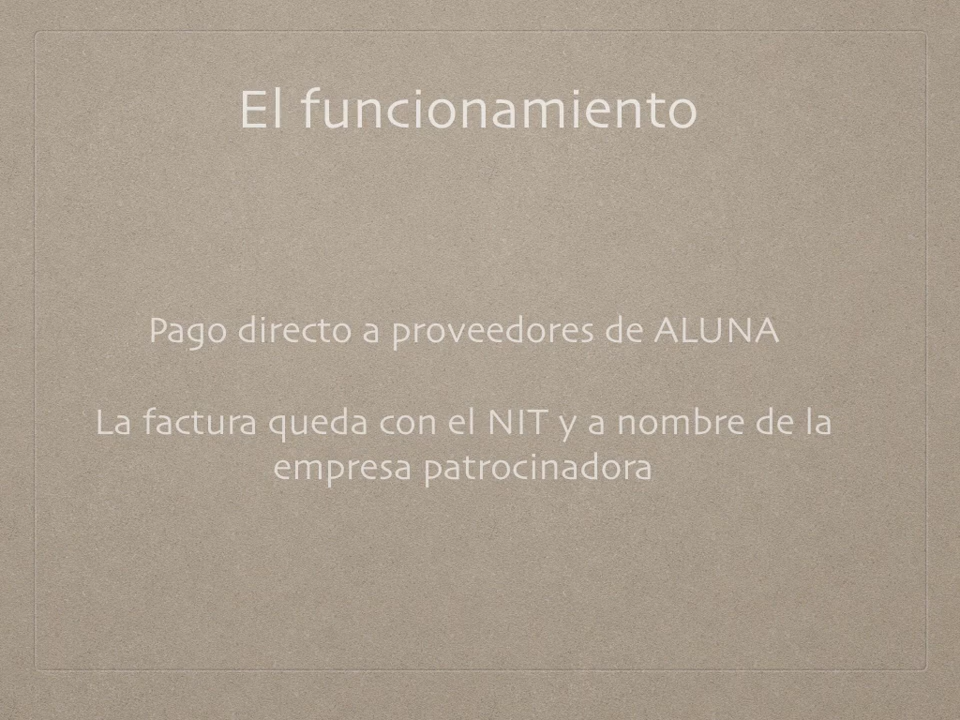 El funcionamiento
Pago directo a proveedores de ALUNA
La factura queda con el NIT y a nombre de la
empresa patrocinadora